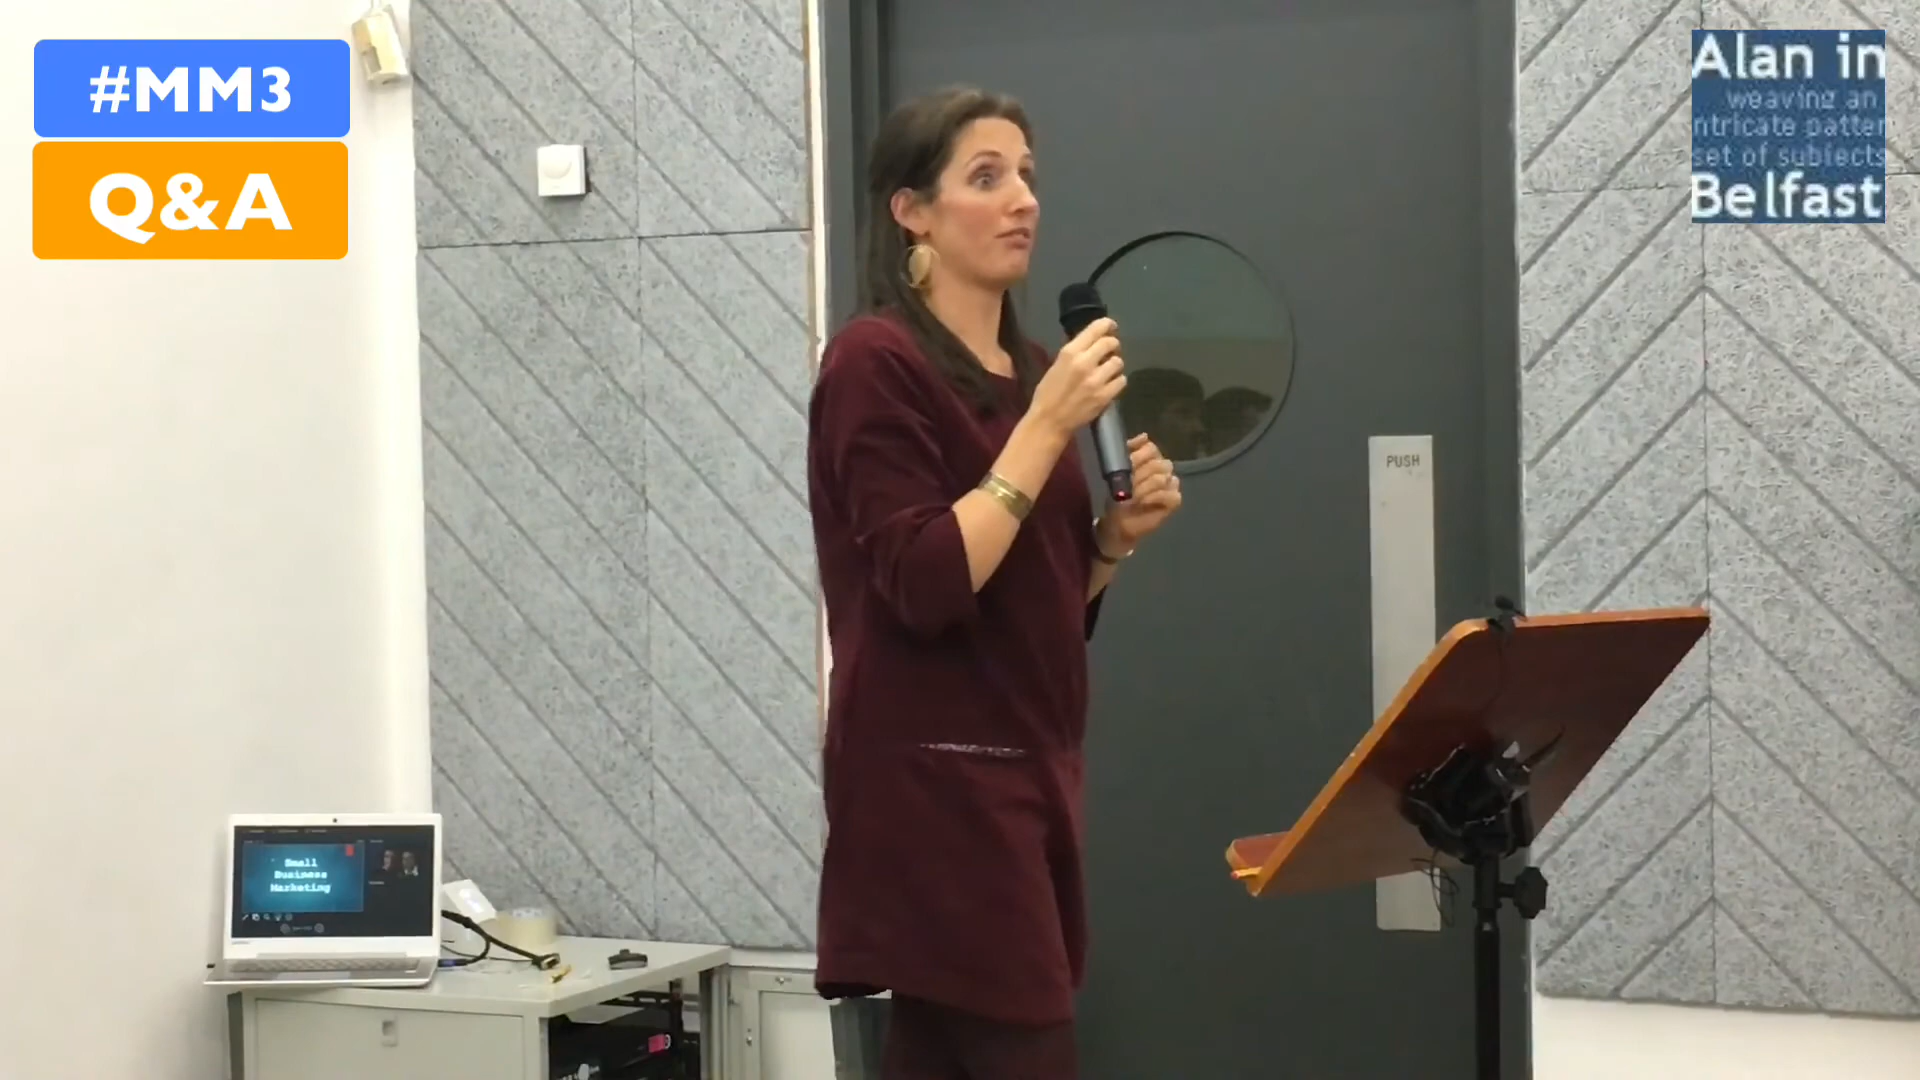 #MM3
Q&A
Alan in
weaving an
ntricate patter
set of subjects
Belfast
PUSH
Small
Business
Marketing